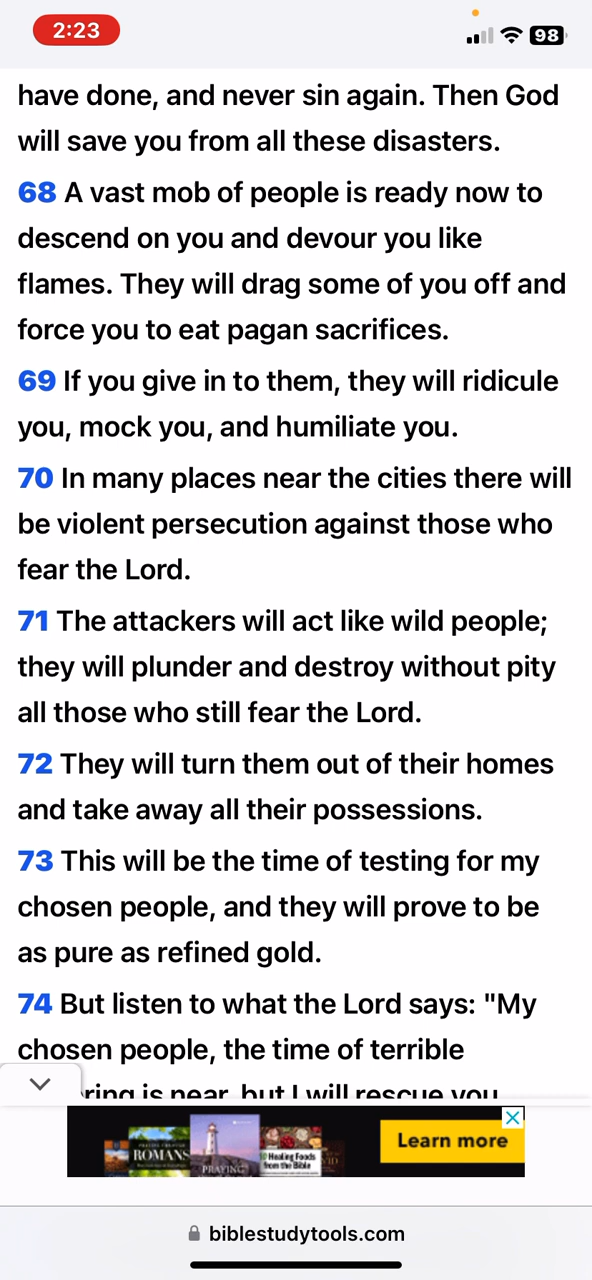 2:23
98
have done, and never sin again. Then God
will save you from all these disasters.
68 A vast mob of people is ready now to
descend on you and devour you like
flames. They will drag some of you off and
force you to eat pagan sacrifices.
69 If you give in to them, they will ridicule
you, mock you, and humiliate you.
70 In many places near the cities there will
be violent persecution against those who
fear the Lord.
71 The attackers will act like wild people;
they will plunder and destroy without pity
all those who still fear the Lord.
72 They will turn them out of their homes
and take away all their possessions.
73 This will be the time of testing for my
chosen people, and they will prove to be
as pure as refined gold.
74 But listen to what the Lord says: "My
chosen people, the time of terrible
ring is near, but I will rescue you
ROMANS
PRAYING
Healing Foods
from the Bible
Learn more
biblestudytools.com